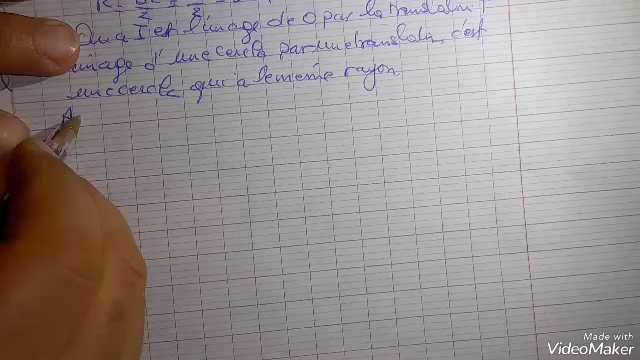 On a I est l'image de O par la translation
image d'un cercle par une translation, c'est
un cercle qui a le même rayon.
A
Made with
VideoMaker